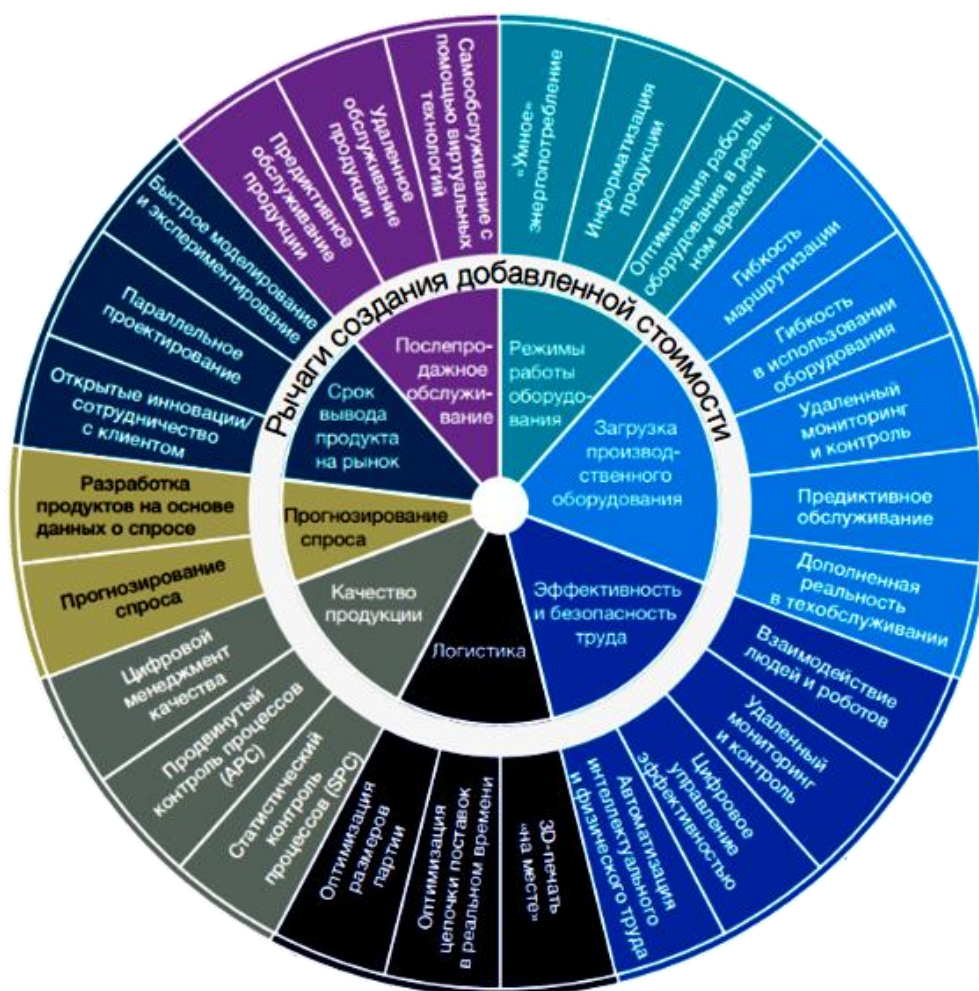 Рычаги создания добавленной стоимости
Режимы
работы
оборудо-
вания
«Умное»
энергопотребление
Информатизация
продукции
Оптимизация работы
оборудования в реаль-
ном времени
Загрузка
производ-
ственного
оборудования
Гибкость
маршрутизации
Гибкость
в использовании
оборудования
Удаленный
мониторинг
и контроль
Предиктивное
обслуживание
Дополненная
реальность
в техобслуживании
Эффективность
и безопасность
труда
Взаимодействие
людей и роботов
Удаленный
мониторинг
и контроль
Цифровое
управление
эффективностью
Автоматизация
интеллектуального
и физического труда
Логистика
3D-печать
«на месте»
Оптимизация
цепочки поставок
в реальном времени
Оптимизация
размеров
партии
Качество
продукции
Статистический
контроль
процессов (SPC)
Продвинутый
контроль процессов
(APC)
Цифровой
менеджмент
качества
Прогнозирование
спроса
Прогнозирование
спроса
Разработка
продуктов на основе
данных о спросе
Срок
вывода
продукта
на рынок
Открытые инновации/
сотрудничество
с клиентом
Параллельное
проектирование
Быстрое моделирование
и экспериментирование
Послепро-
дажное
обслужи-
вание
Предиктивное
обслуживание
продукции
Удаленное
обслуживание
продукции
Самообслуживание с
помощью виртуальных
технологий